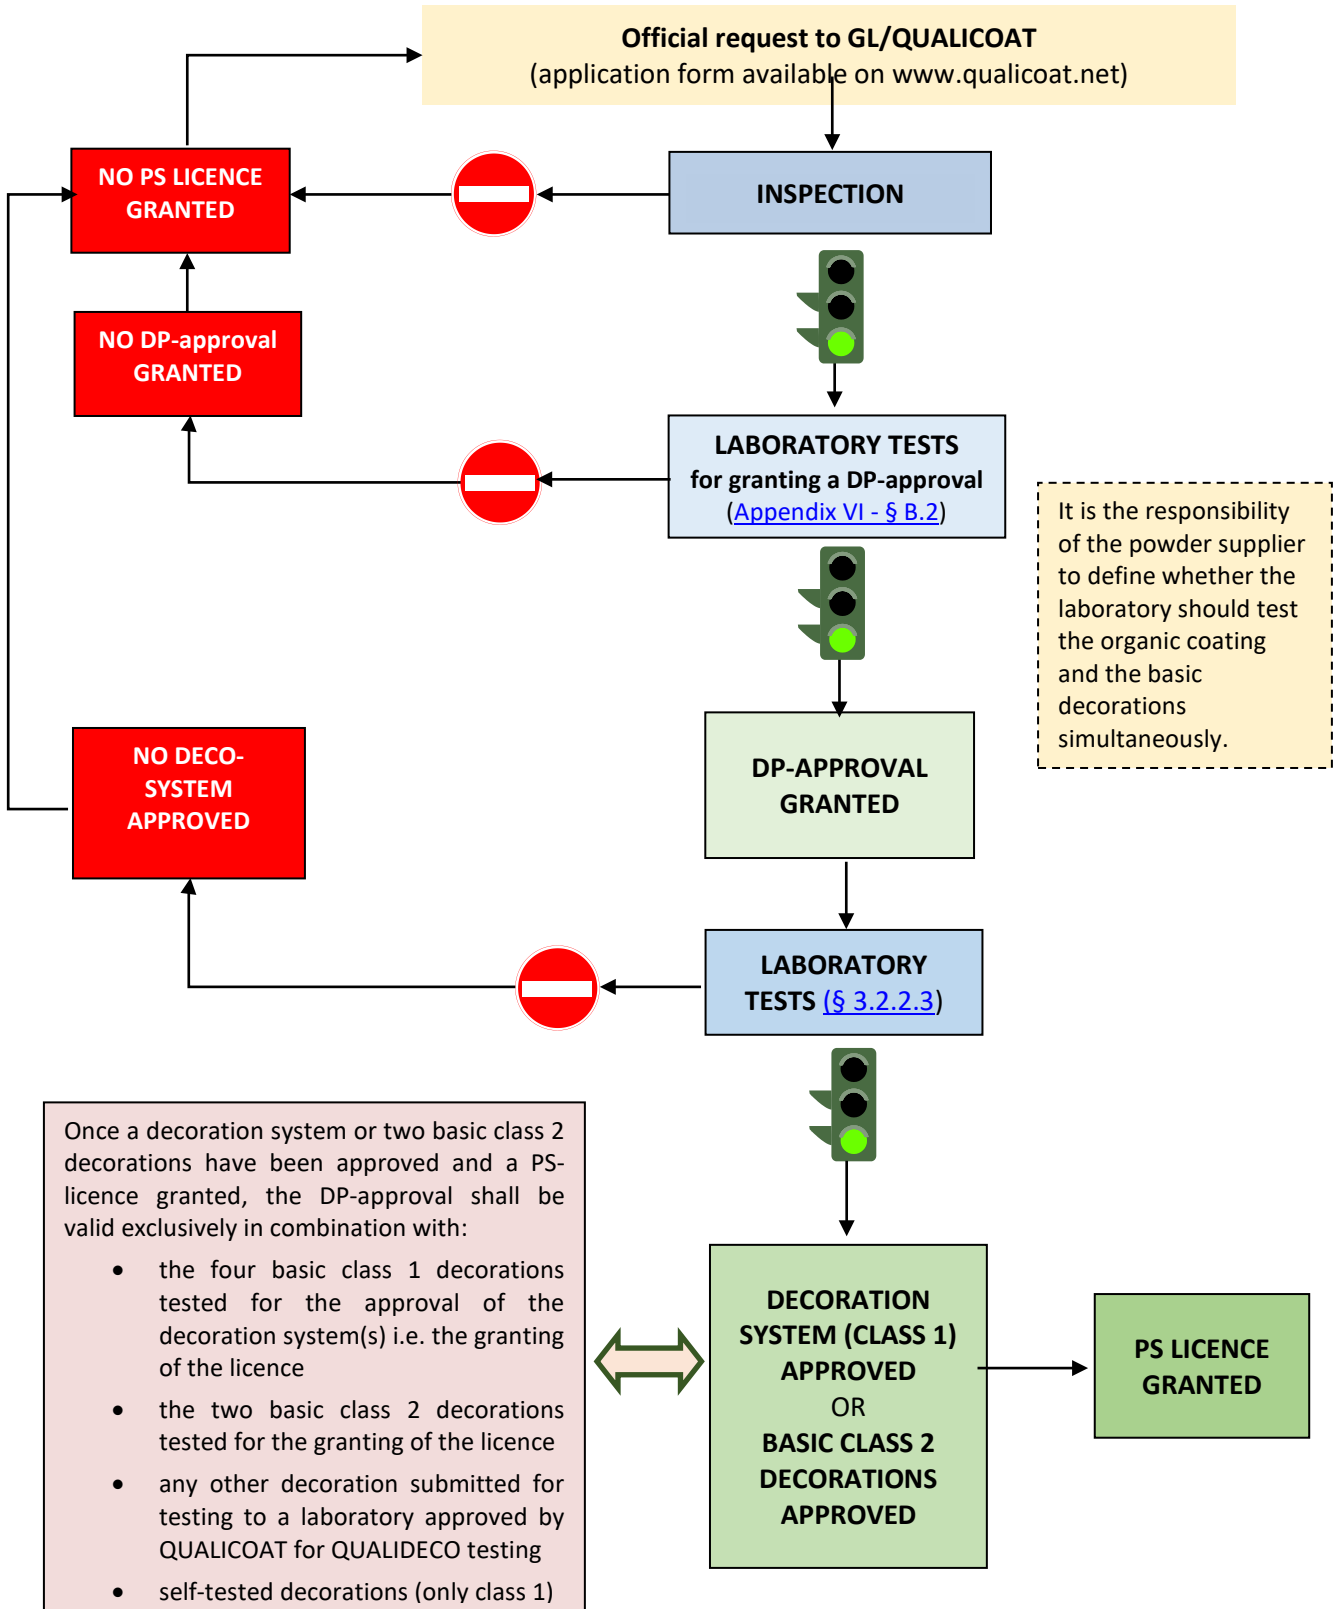 Official request to GL/QUALICOAT
(application form available on www.qualicoat.net)
NO PS LICENCE
GRANTED
INSPECTION
NO DP-approval
GRANTED
LABORATORY TESTS
for granting a DP-approval
(Appendix VI - § B.2)
It is the responsibility
of the powder supplier
to define whether the
laboratory should test
the organic coating
and the basic
decorations
simultaneously.
NO DECO-
SYSTEM
APPROVED
DP-APPROVAL
GRANTED
LABORATORY
TESTS (§ 3.2.2.3)
Once a decoration system or two basic class 2
decorations have been approved and a PS-
licence granted, the DP-approval shall be
valid exclusively in combination with:
• the four basic class 1 decorations
tested for the approval of the
decoration system(s) i.e. the granting
of the licence
• the two basic class 2 decorations
tested for the granting of the licence
• any other decoration submitted for
testing to a laboratory approved by
QUALICOAT for QUALIDECO testing
• self-tested decorations (only class 1)
DECORATION
SYSTEM (CLASS 1)
APPROVED
OR
BASIC CLASS 2
DECORATIONS
APPROVED
PS LICENCE
GRANTED